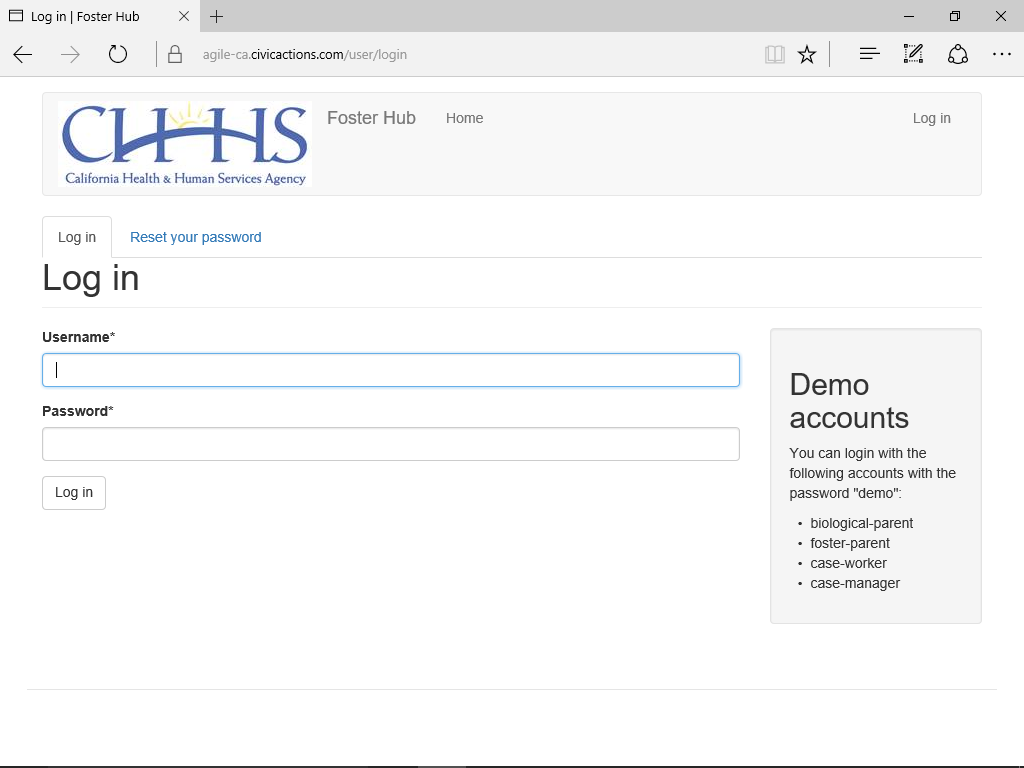 Log in | Foster Hub
agile-ca.civicactions.com/user/login
CHHS
California Health & Human Services Agency
Foster Hub
Home
Log in
Log in
Reset your password
Log in
Username*
Password*
Log in
Demo
accounts
You can login with the
following accounts with the
password "demo":
• biological-parent
• foster-parent
• case-worker
• case-manager